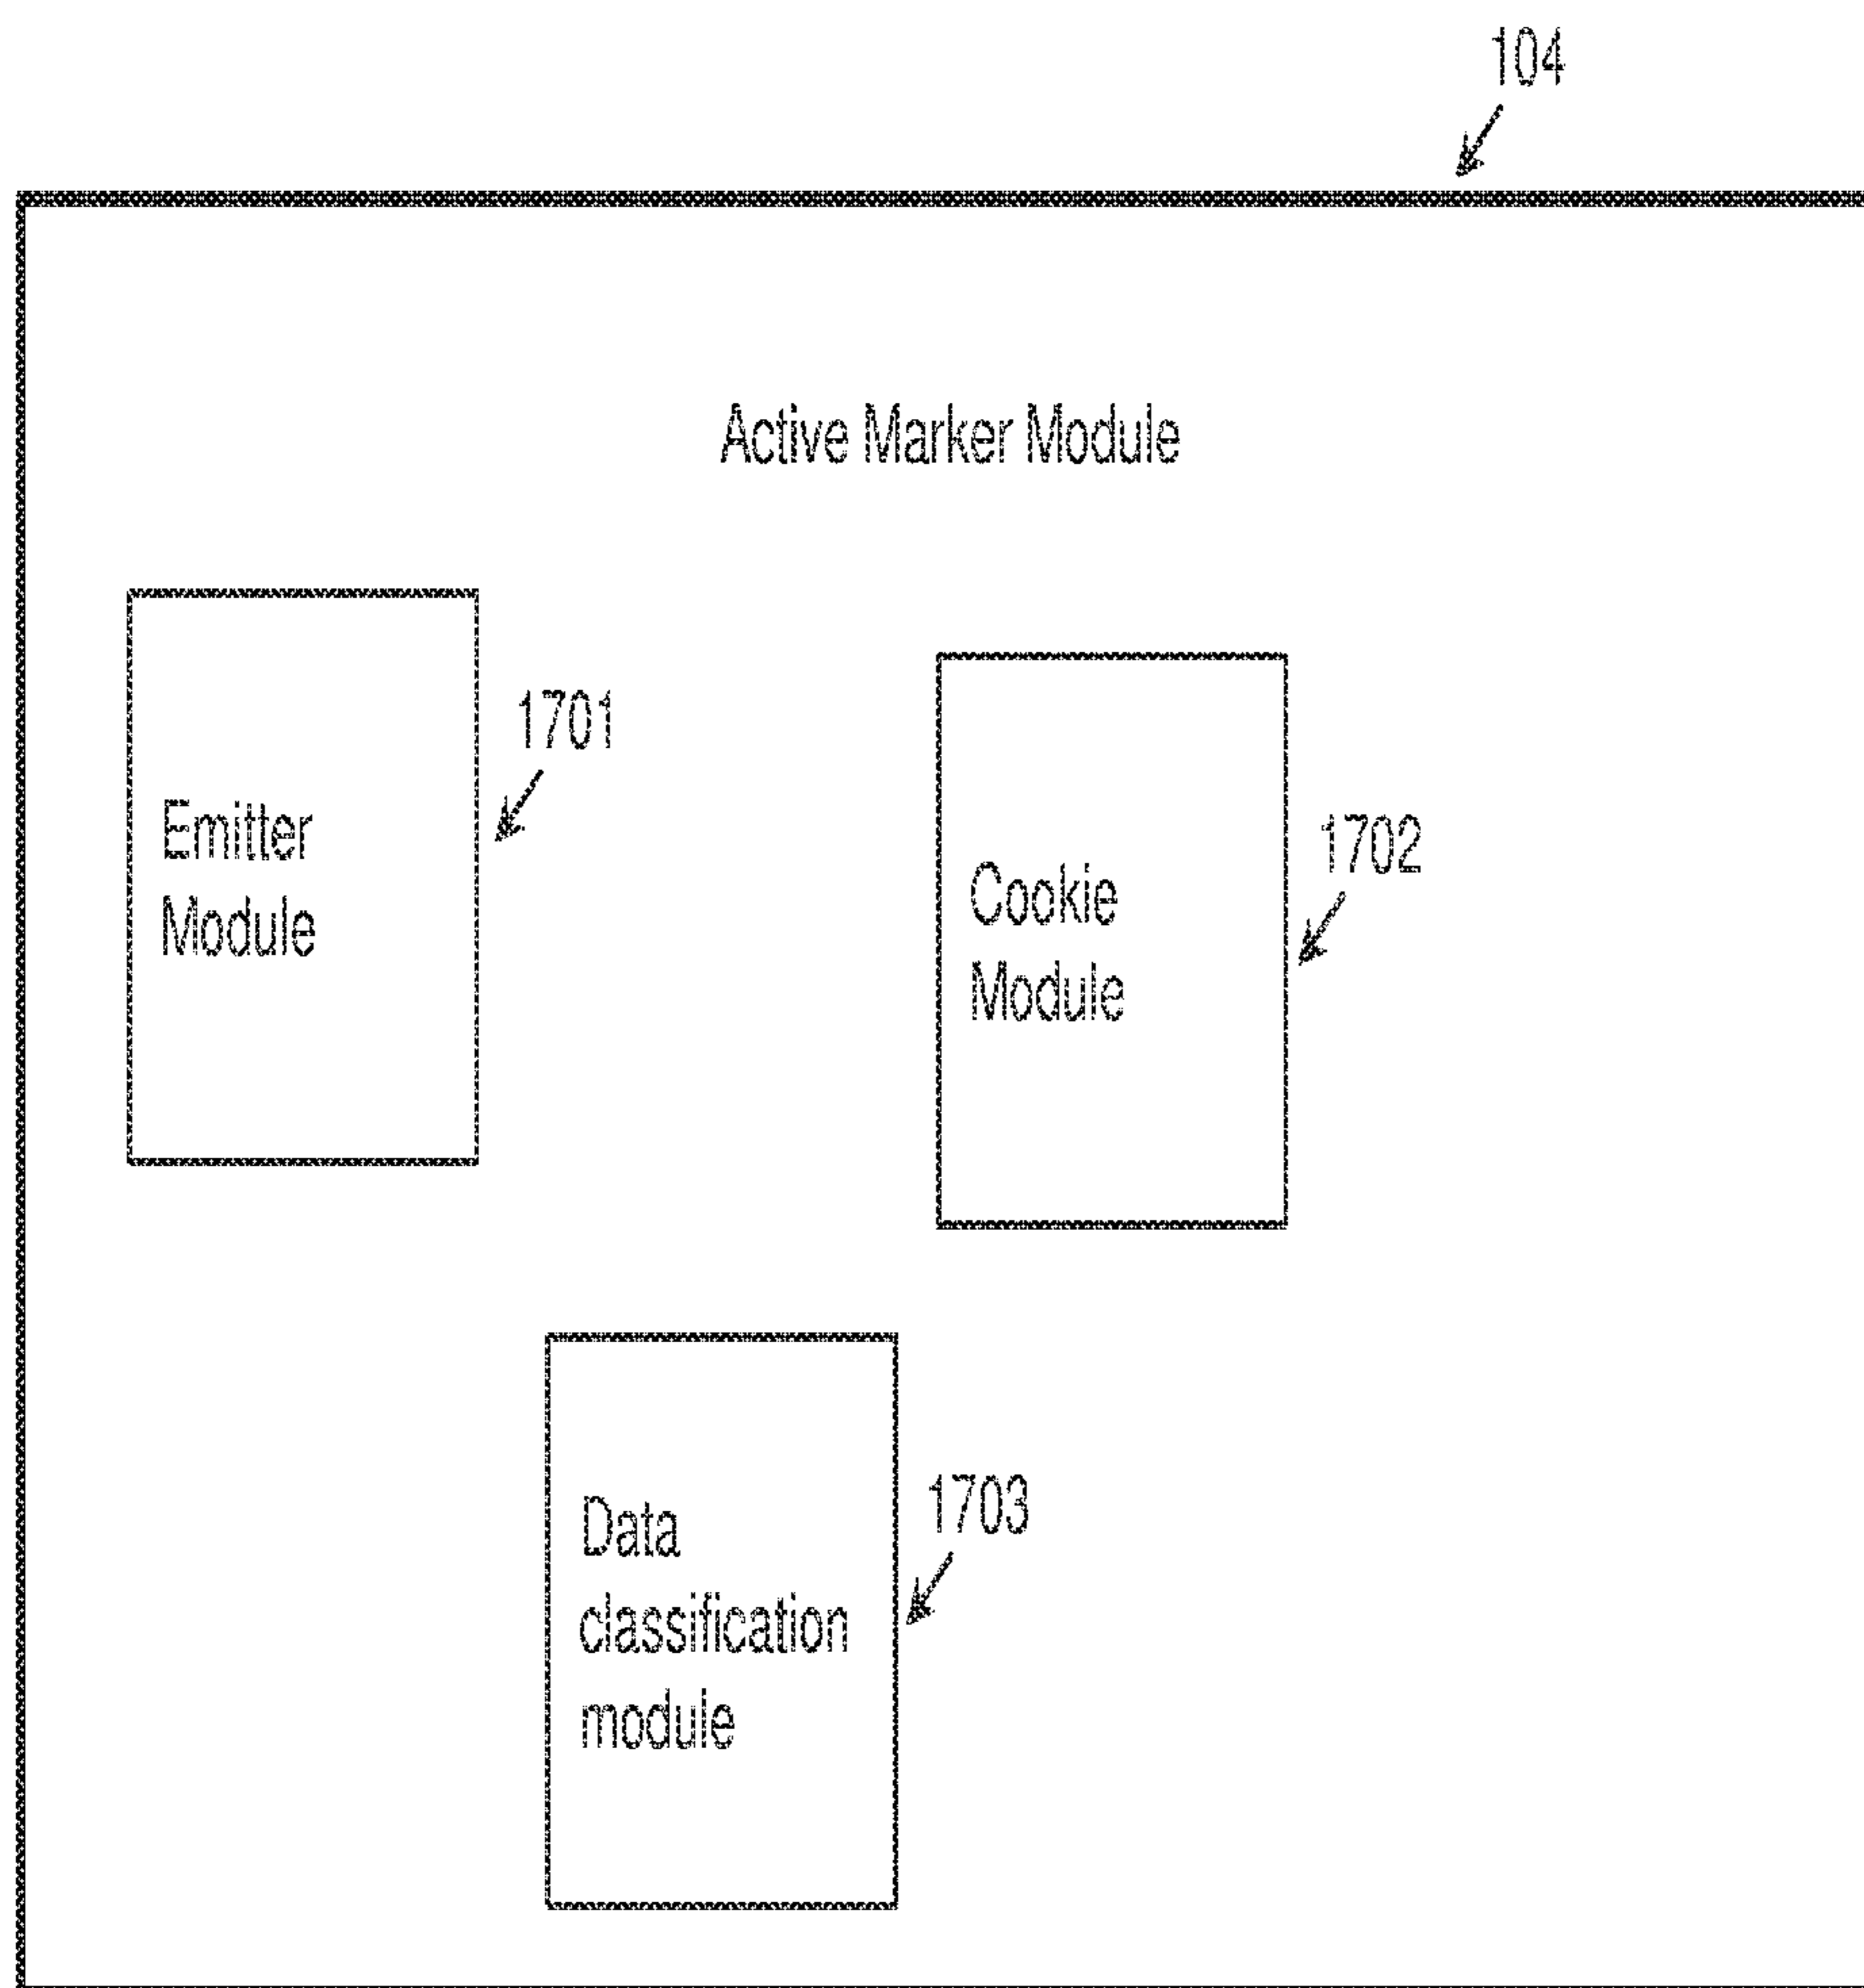 104
Active Marker Module
1701
Emitter
Module
1702
Cookie
Module
1703
Data
classification
module